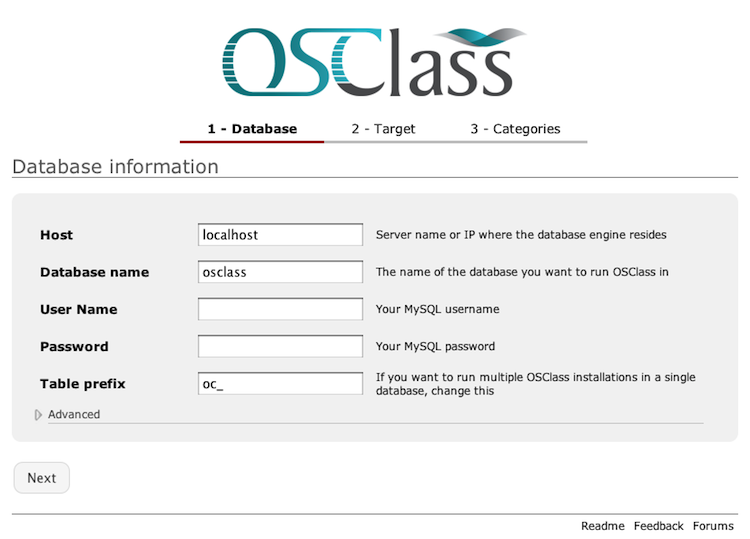 OSClass
1 - Database 2 - Target 3 - Categories
Database information
Host localhost Server name or IP where the database engine resides
Database name osclass The name of the database you want to run OSClass in
User Name Your MySQL username
Password Your MySQL password
Table prefix oc_ If you want to run multiple OSClass installations in a single
database, change this
Advanced
Next
Readme Feedback Forums